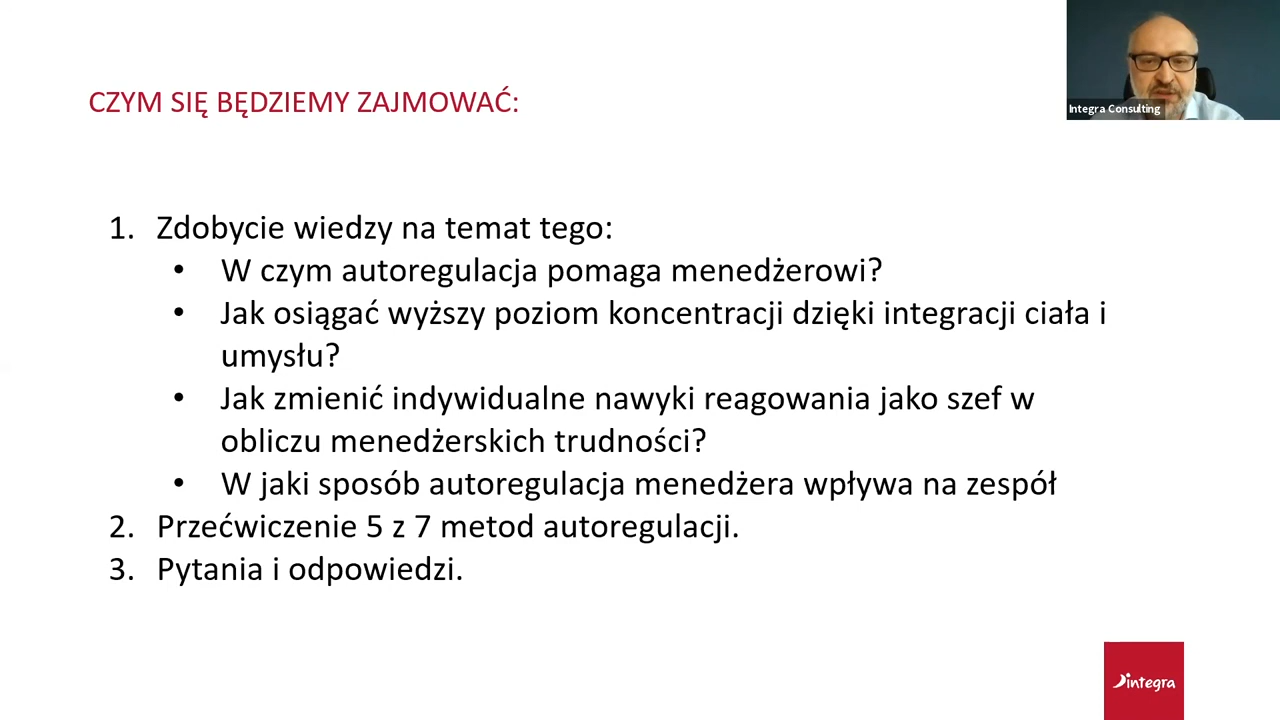 CZYM SIĘ BĘDZIEMY ZAJMOWAĆ:
Integra Consulting
1. Zdobycie wiedzy na temat tego:
• W czym autoregulacja pomaga menedżerowi?
• Jak osiągać wyższy poziom koncentracji dzięki integracji ciała i
umysłu?
• Jak zmienić indywidualne nawyki reagowania jako szef w
obliczu menedżerskich trudności?
• W jaki sposób autoregulacja menedżera wpływa na zespół
2. Przećwiczenie 5 z 7 metod autoregulacji.
3. Pytania i odpowiedzi.
integra